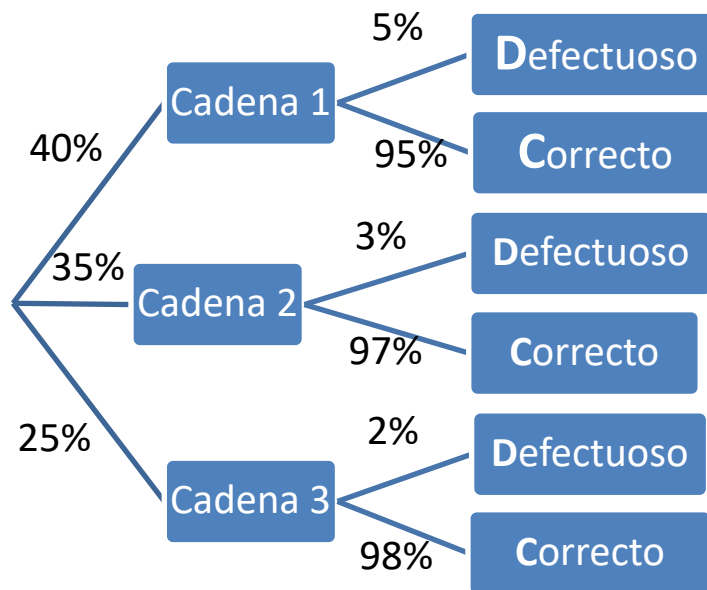 5%
Defectuoso
Cadena 1
40%
95%
Correcto
3%
Defectuoso
35%
Cadena 2
97%
Correcto
25%
2%
Defectuoso
Cadena 3
98%
Correcto